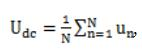 U_dc = 1/N ∑_{n=1}^{N} u_n,